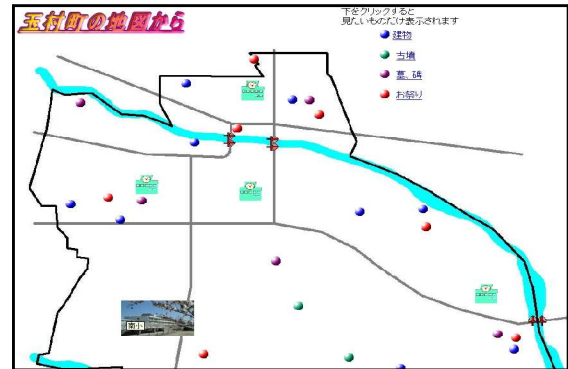 玉村町の地図から
下をクリックすると
見たいものだけ表示されます
建物
古墳
墓、碑
お祭り
南小